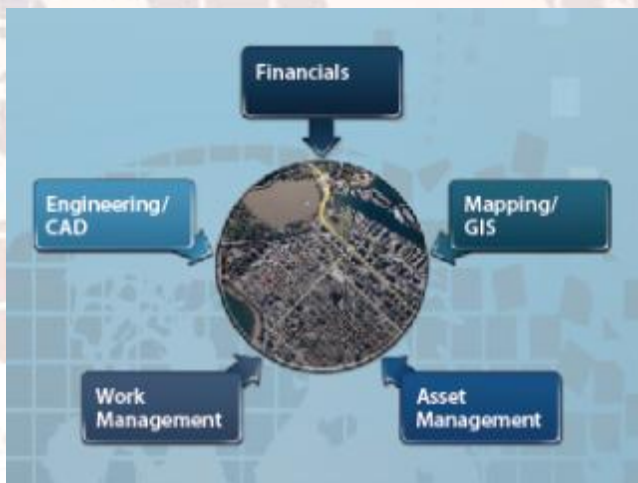 Financials
Engineering/
CAD
Mapping/
GIS
Work
Management
Asset
Management